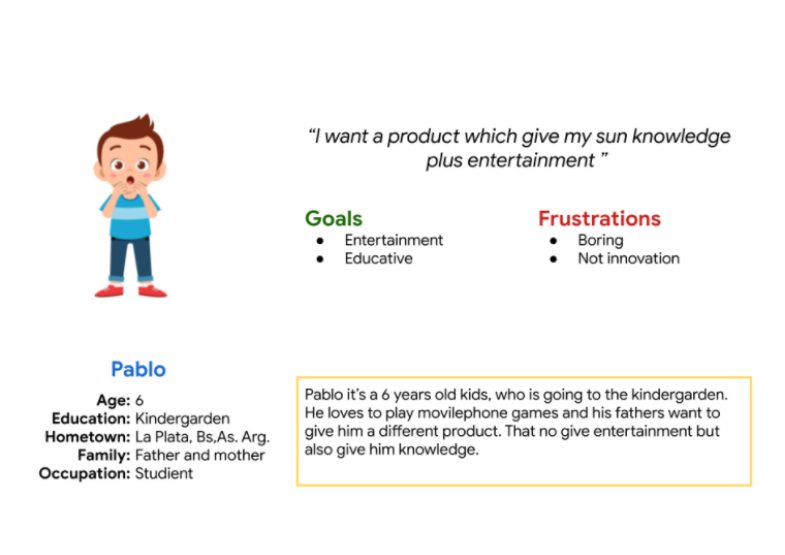 “I want a product which give my sun knowledge
plus entertainment ”
Goals
● Entertainment
● Educative
Frustrations
● Boring
● Not innovation
Pablo
Age: 6
Education: Kindergarden
Hometown: La Plata, Bs,As. Arg.
Family: Father and mother
Occupation: Studient
Pablo it’s a 6 years old kids, who is going to the kindergarden.
He loves to play movilephone games and his fathers want to
give him a different product. That no give entertainment but
also give him knowledge.